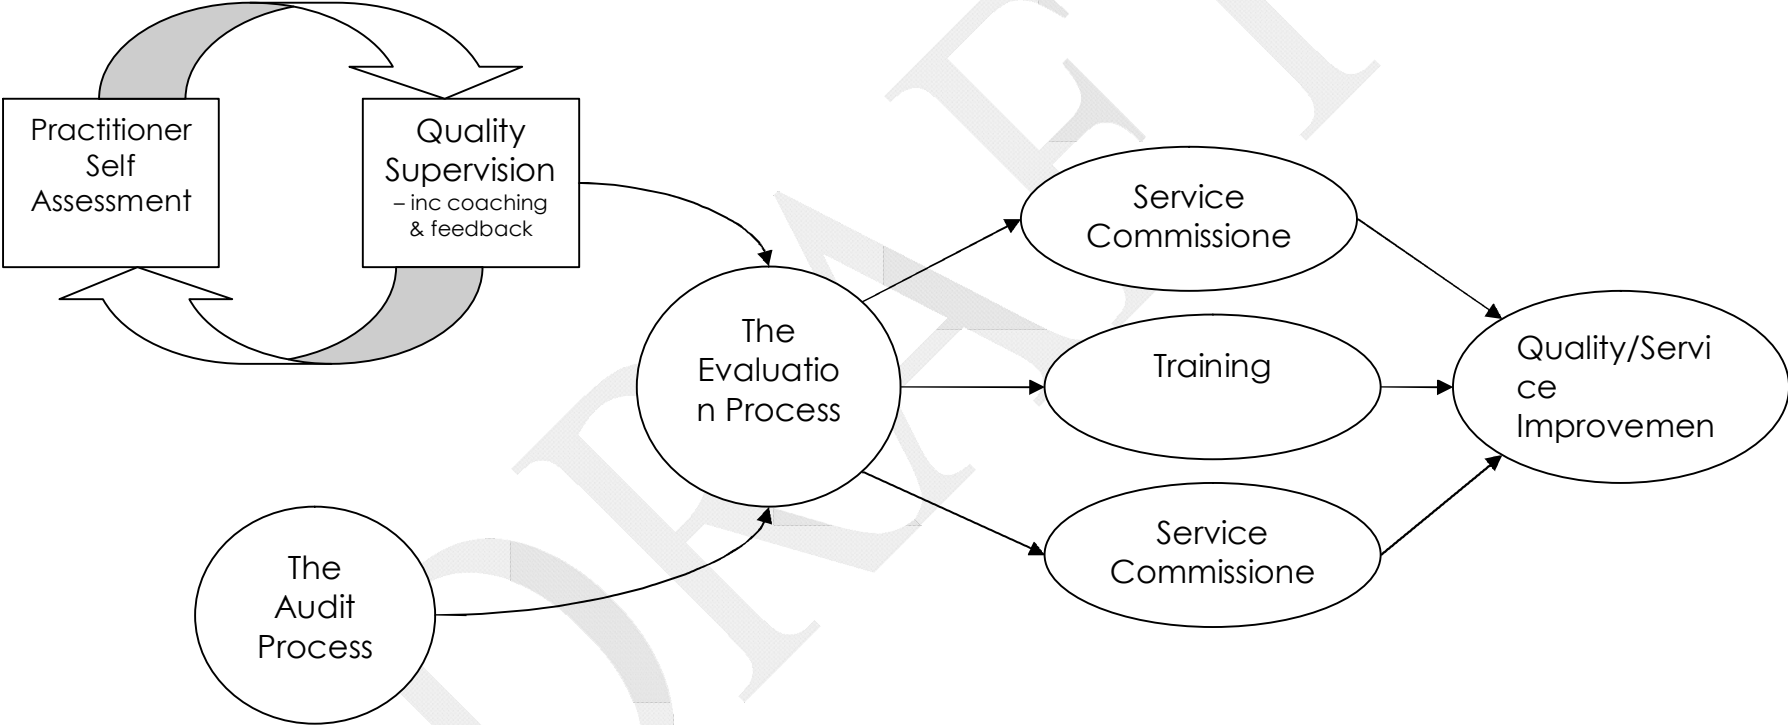 Practitioner
Self
Assessment
Quality
Supervision
– inc coaching
& feedback
The
Evaluatio
n Process
The
Audit
Process
Service
Commissione
Training
Service
Commissione
Quality/Servi
ce
Improvemen
DRAFT